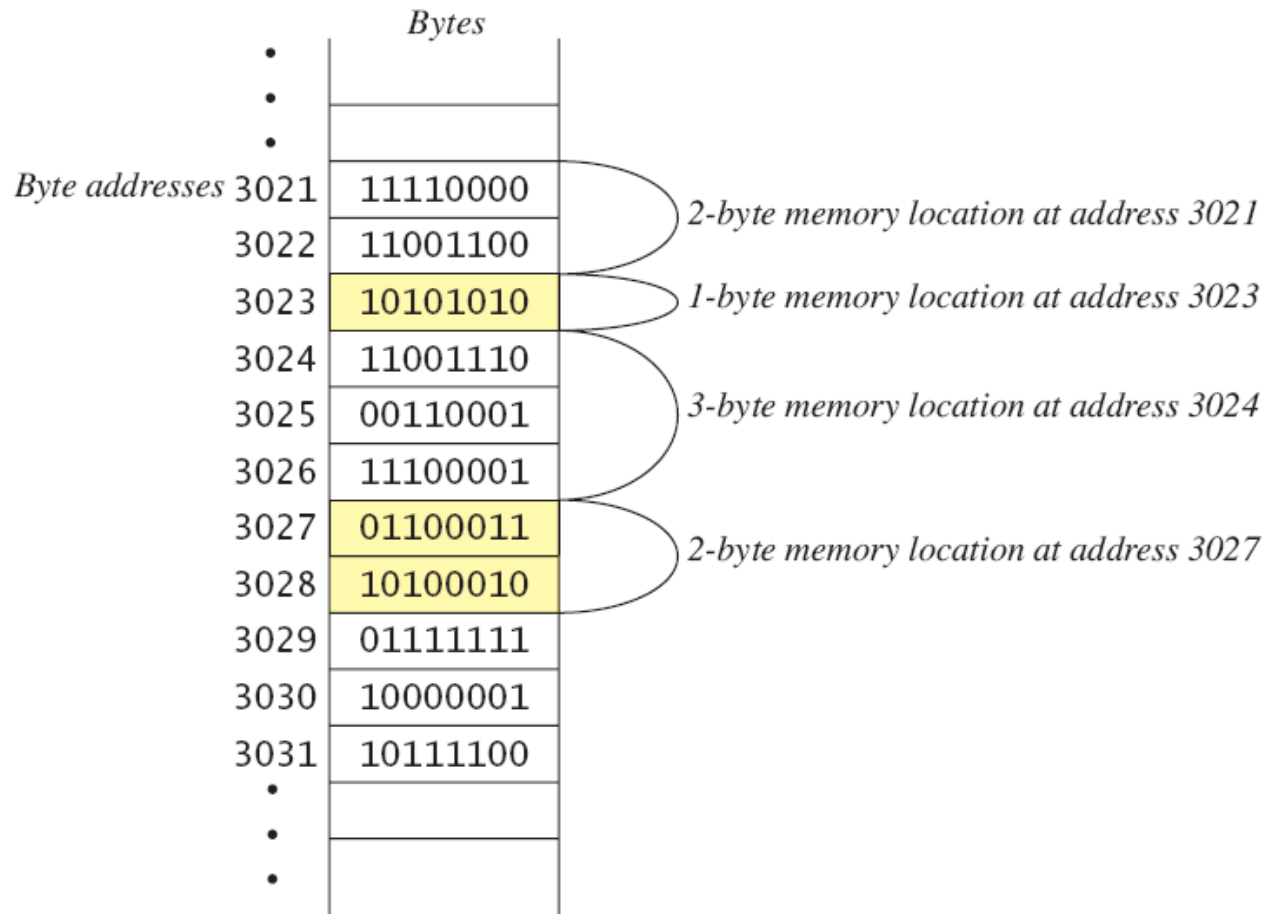 Bytes
Byte addresses 3021 11110000
2-byte memory location at address 3021
3022 11001100
3023 10101010 1-byte memory location at address 3023
3024 11001110
3025 00110001 3-byte memory location at address 3024
3026 11100001
3027 01100011
2-byte memory location at address 3027
3028 10100010
3029 01111111
3030 10000001
3031 10111100